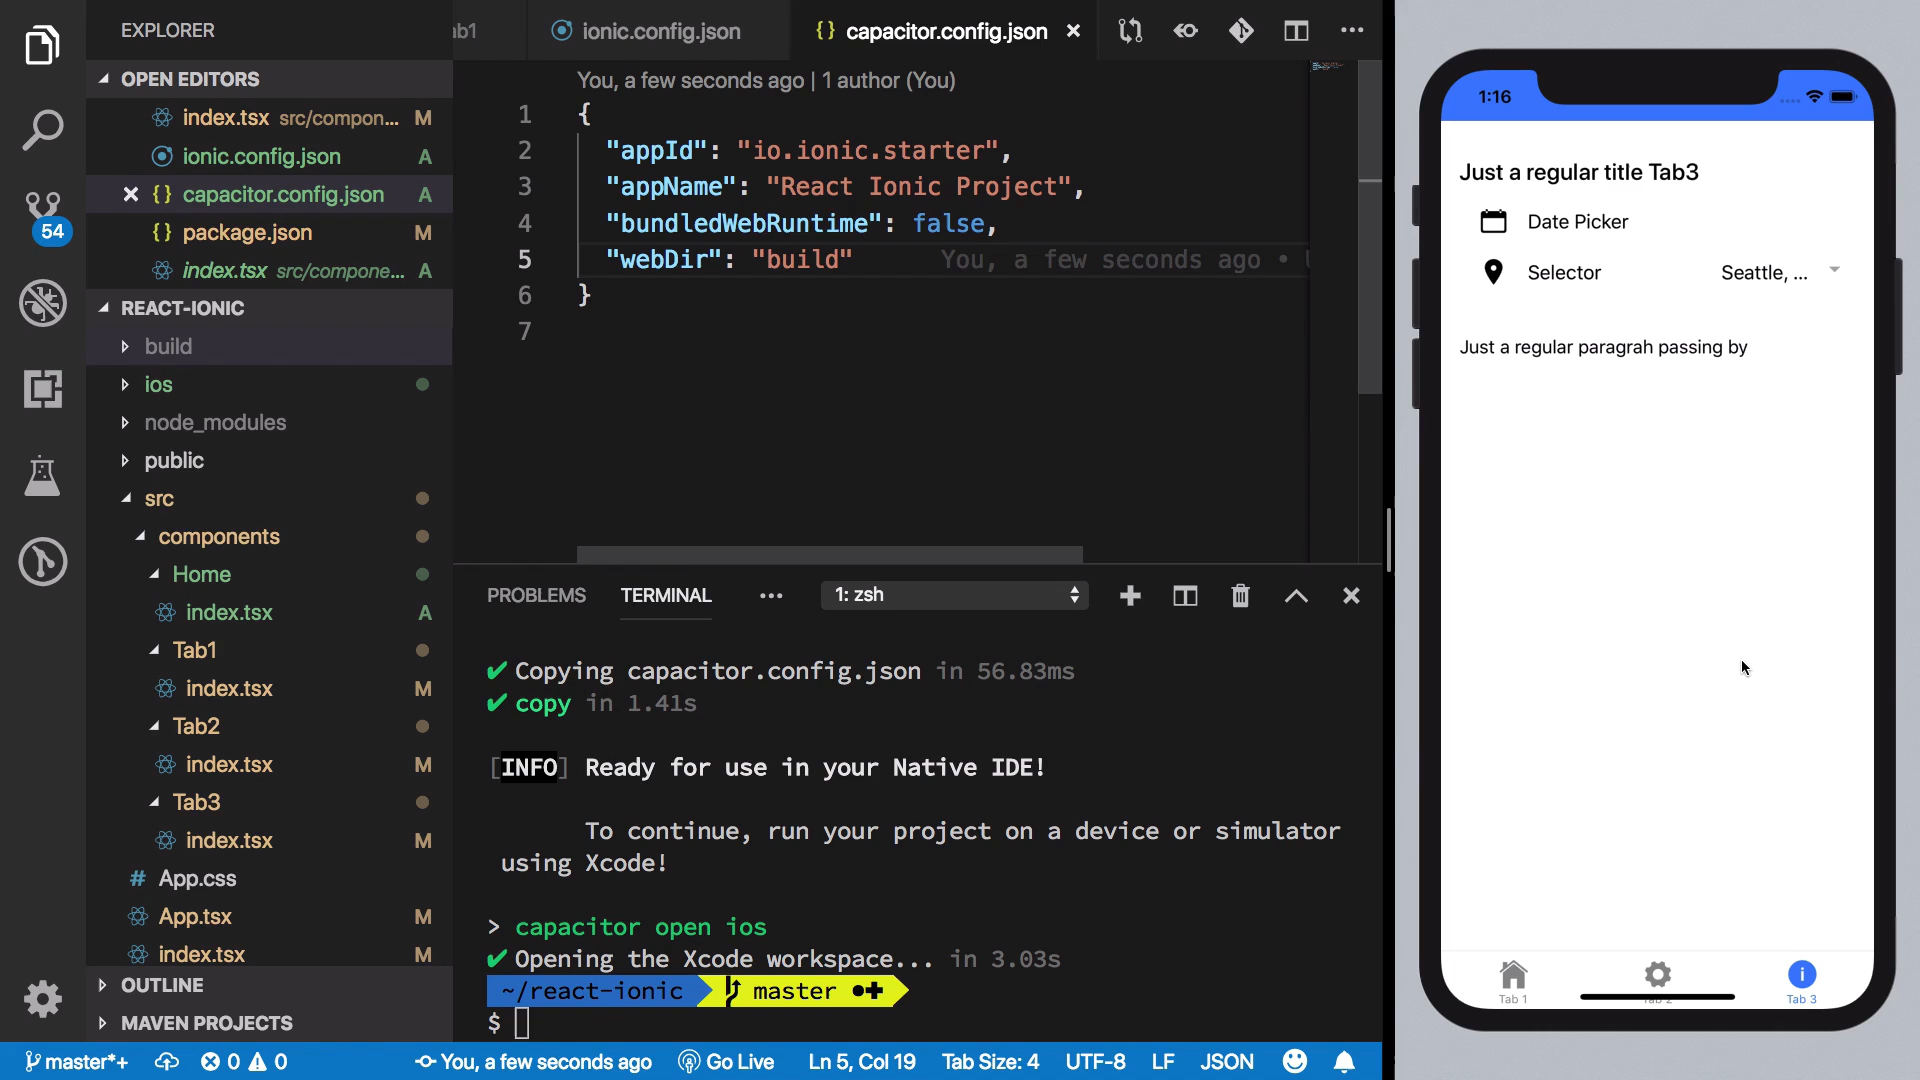 EXPLORER
OPEN EDITORS
index.tsx src/compon... M
ionic.config.json A
{} capacitor.config.json A
{} package.json M
index.tsx src/compone... A
54
REACT-IONIC
build
ios
node_modules
public
src
components
Home
index.tsx A
Tab1
index.tsx M
Tab2
index.tsx M
Tab3
index.tsx M
# App.css
App.tsx M
index.tsx M
OUTLINE
MAVEN PROJECTS
ab1
ionic.config.json
{} capacitor.config.json
You, a few seconds ago | 1 author (You)
1 {
2 "appId": "io.ionic.starter",
3 "appName": "React Ionic Project",
4 "bundledWebRuntime": false,
5 "webDir": "build" You, a few seconds ago •
6 }
7
PROBLEMS TERMINAL ••• 1: zsh
✔ Copying capacitor.config.json in 56.83ms
✔ copy in 1.41s
[INFO] Ready for use in your Native IDE!
To continue, run your project on a device or simulator
using Xcode!
> capacitor open ios
✔ Opening the Xcode workspace... in 3.03s
~/react-ionic master ●✚
$
master*+ 0 0 You, a few seconds ago Go Live Ln 5, Col 19 Tab Size: 4 UTF-8 LF JSON
1:16
Just a regular title Tab3
Date Picker
Selector Seattle, ...
Just a regular paragrah passing by
Tab 1 Tab 2 Tab 3